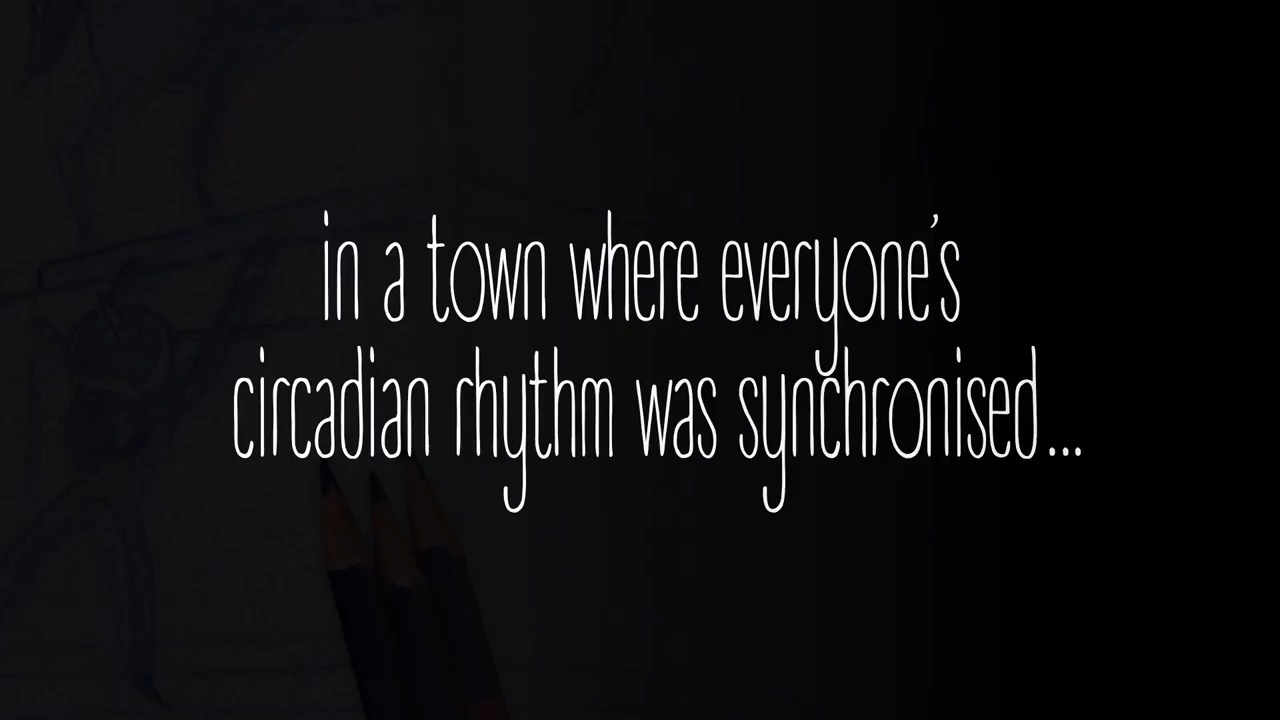 in a town where everyone's
circadian rhythm was synchronised...